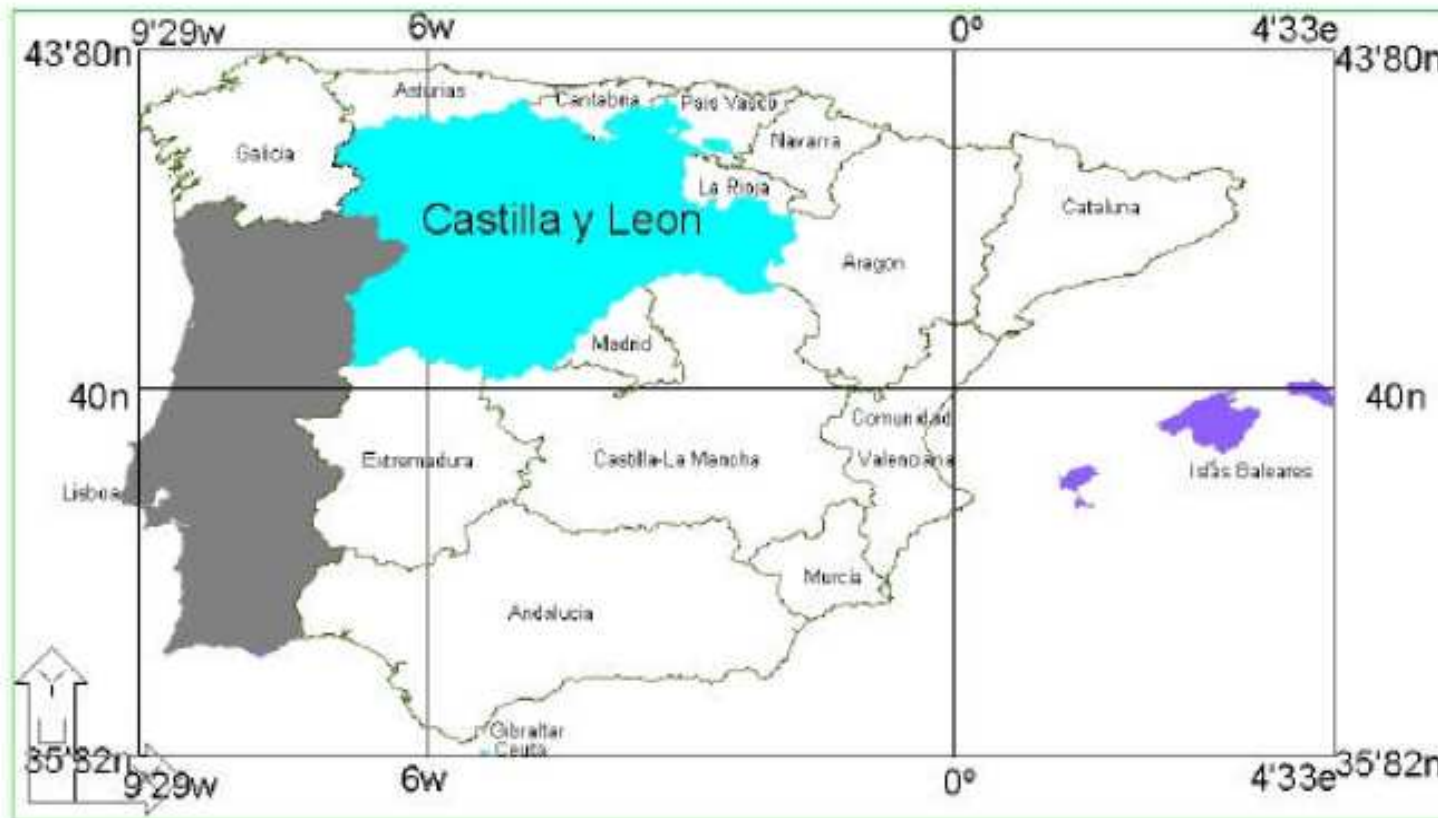 9'29w 6w 0º 4'33e
43'80n 43'80n
Asturias Cantabria Pais Vasco
Galicia Navarra
La Rioja
Castilla y Leon Cataluna
Aragon
Madrid
40n 40n
Comunidad
Extremadura Castilla-La Mancha Valenciana
Islas Baleares
Lisboa
Murcia
Andalucia
Gibraltar
Ceuta
35'82n 35'82n
9'29w 6w 0º 4'33e